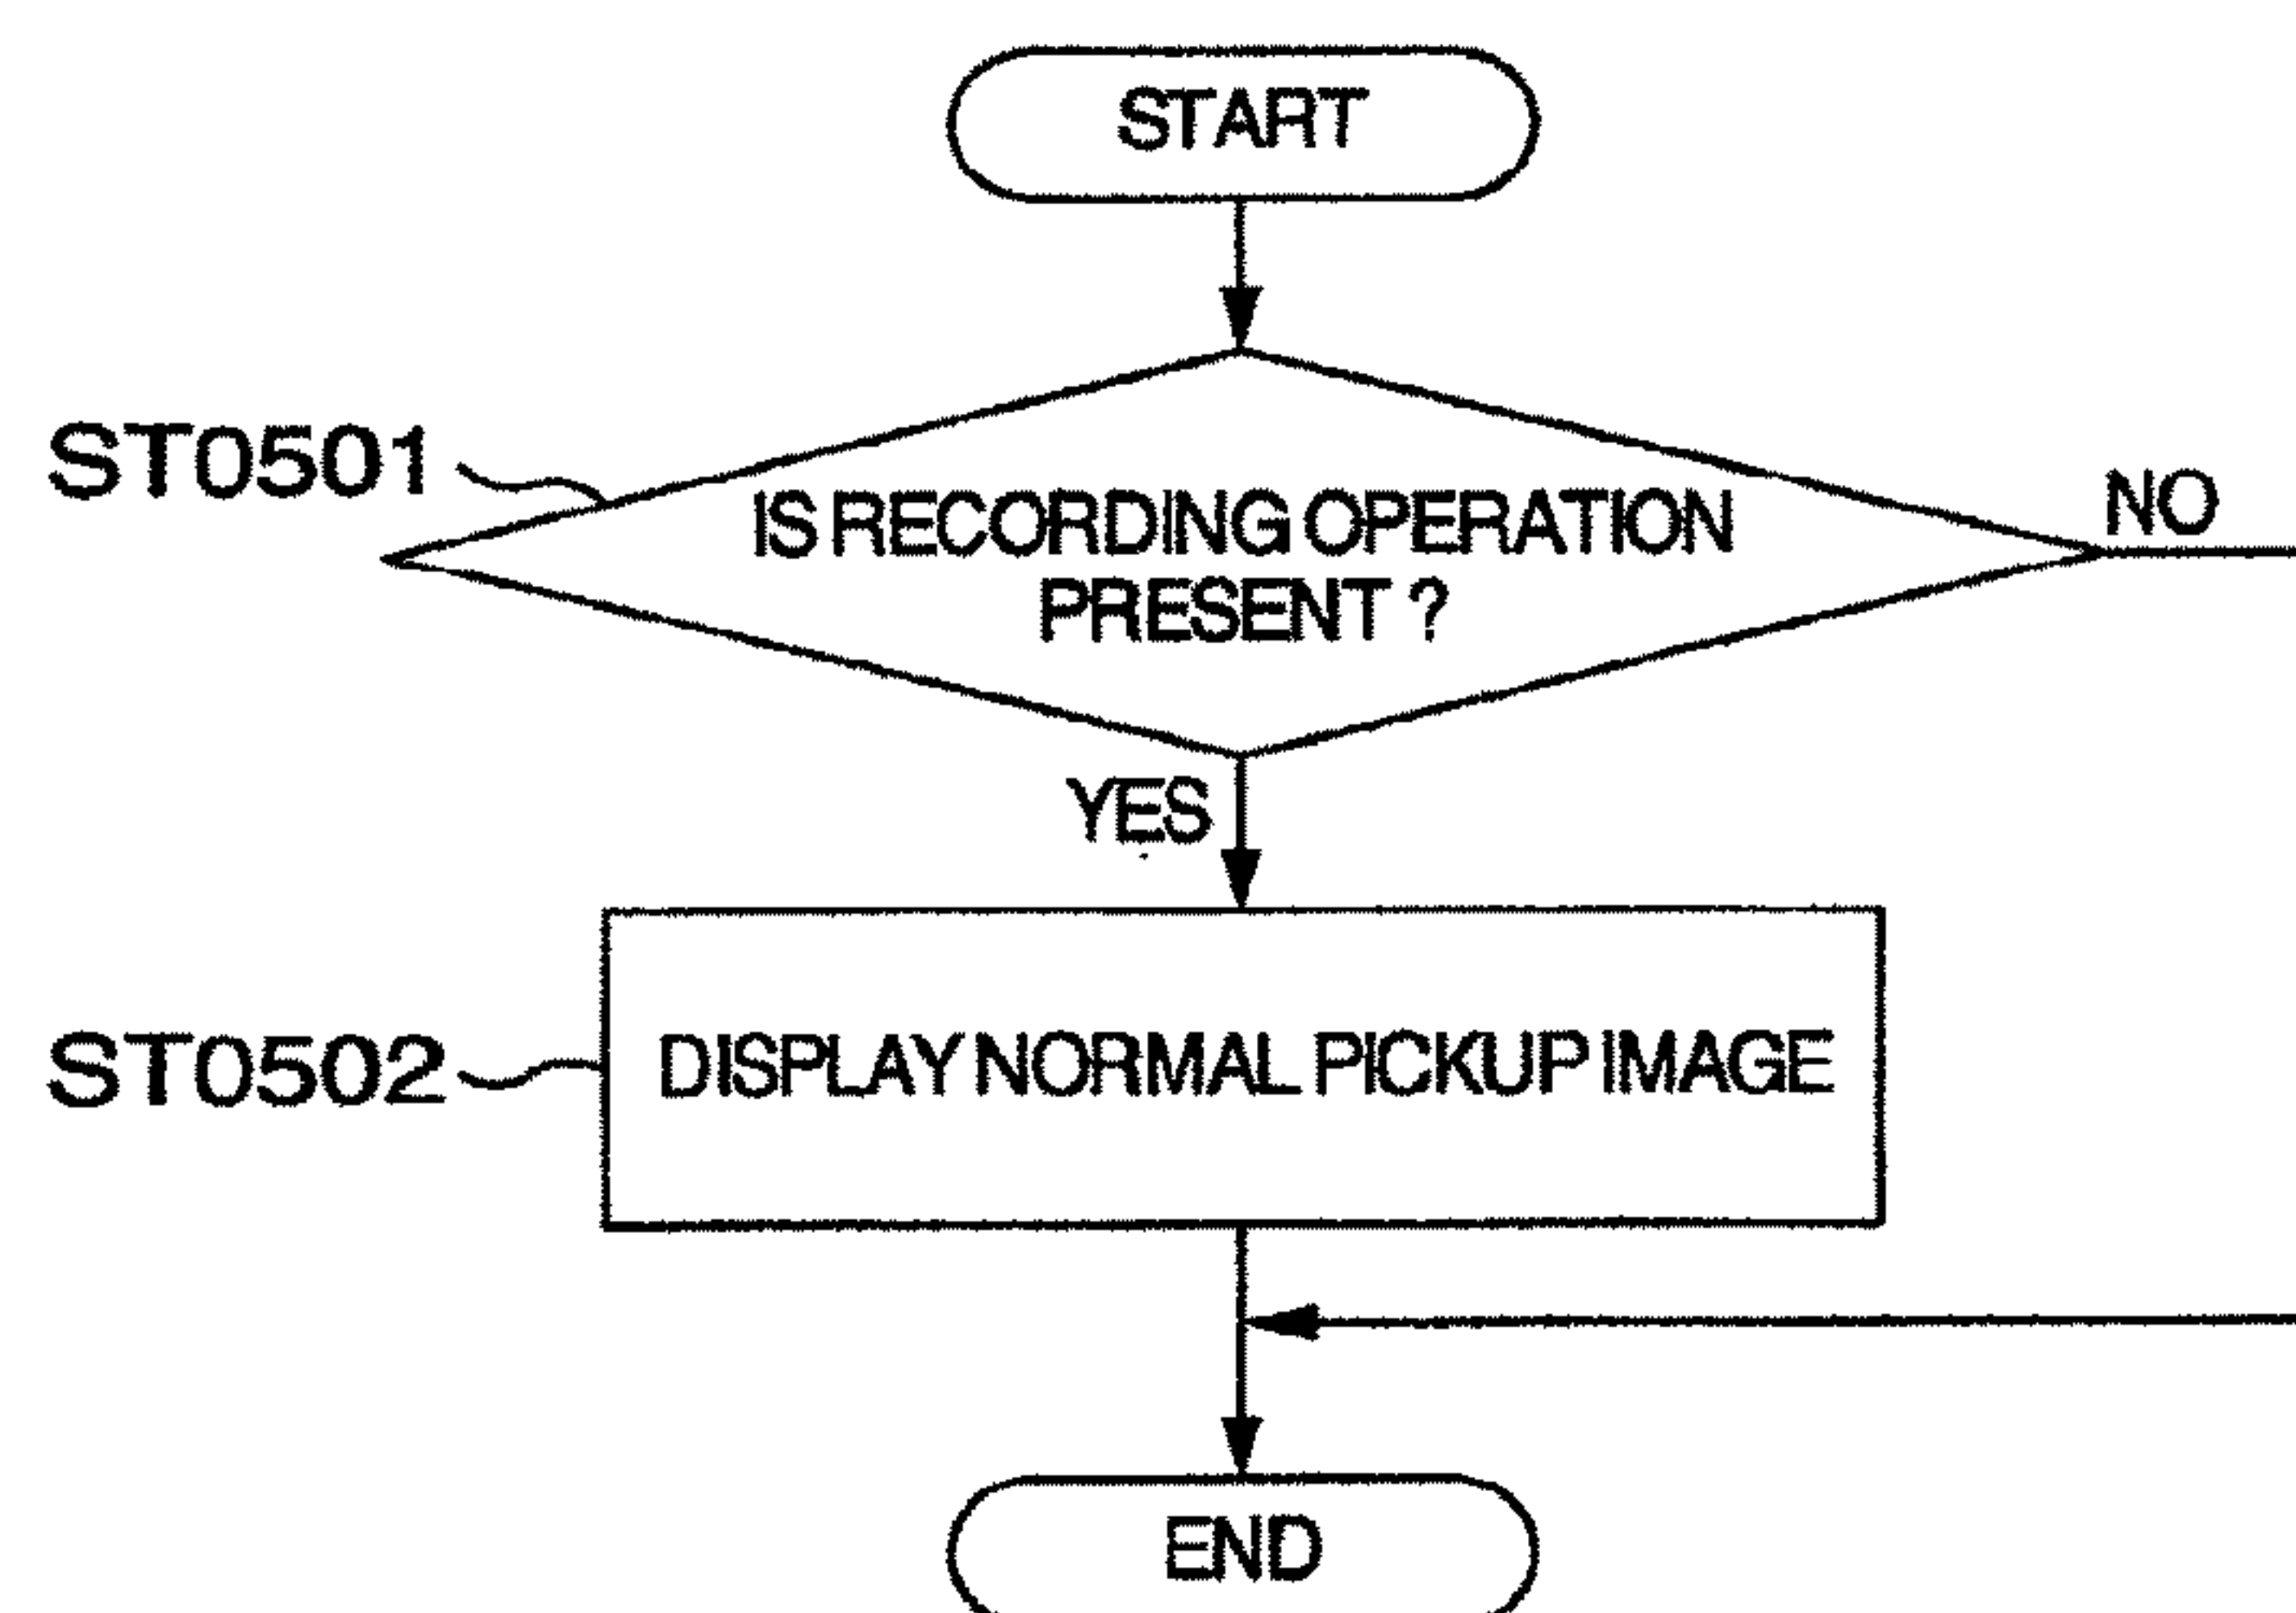 START
ST0501
IS RECORDING OPERATION
PRESENT ?
NO
YES
ST0502
DISPLAY NORMAL PICKUP IMAGE
END